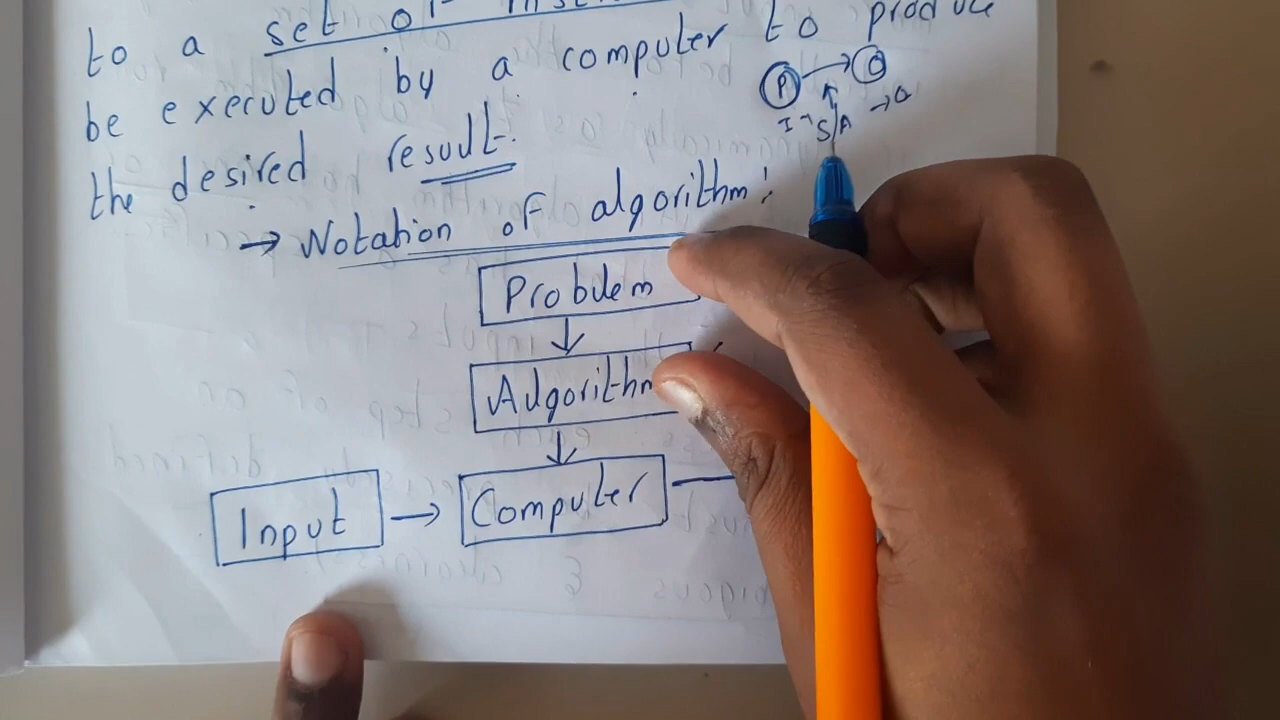 to a set of
be executed by a computer to produce
the desired result.
P → O
I → S/A → O
→ Notation of algorithm:
Problem
↓
Algorithm
↓
Input → Computer